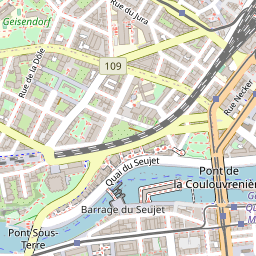 Geisendorf
Rue du Jura
Rue de la Dôle
109
Rue Necker
Quai du Seujet
Pont de
la Coulouvreniè
Barrage du Seujet
Pont Sous-
Terre